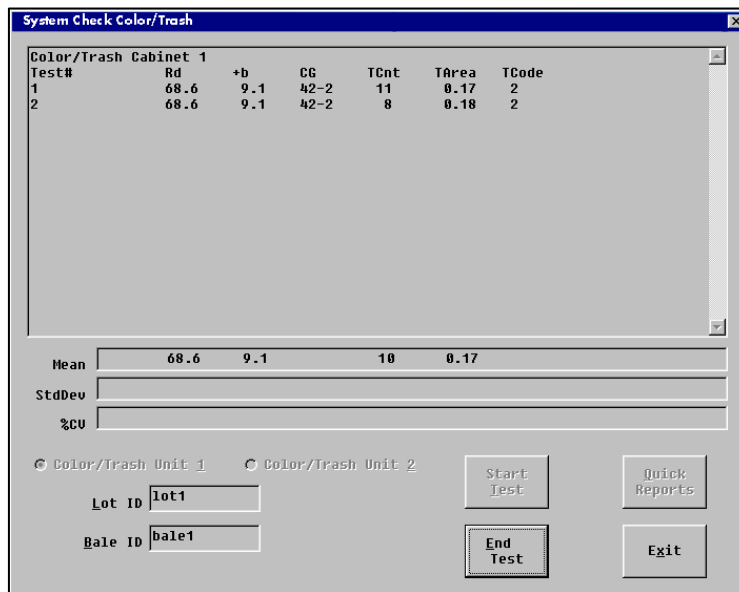 System Check Color/Trash
Color/Trash Cabinet 1
Test# Rd +b CG TCnt TArea TCode
1 68.6 9.1 42-2 11 0.17 2
2 68.6 9.1 42-2 8 0.18 2
Mean 68.6 9.1 10 0.17
StdDev
%CV
Color/Trash Unit 1 Color/Trash Unit 2
Lot ID lot1
Bale ID bale1
Start
Test
Quick
Reports
End
Test
Exit